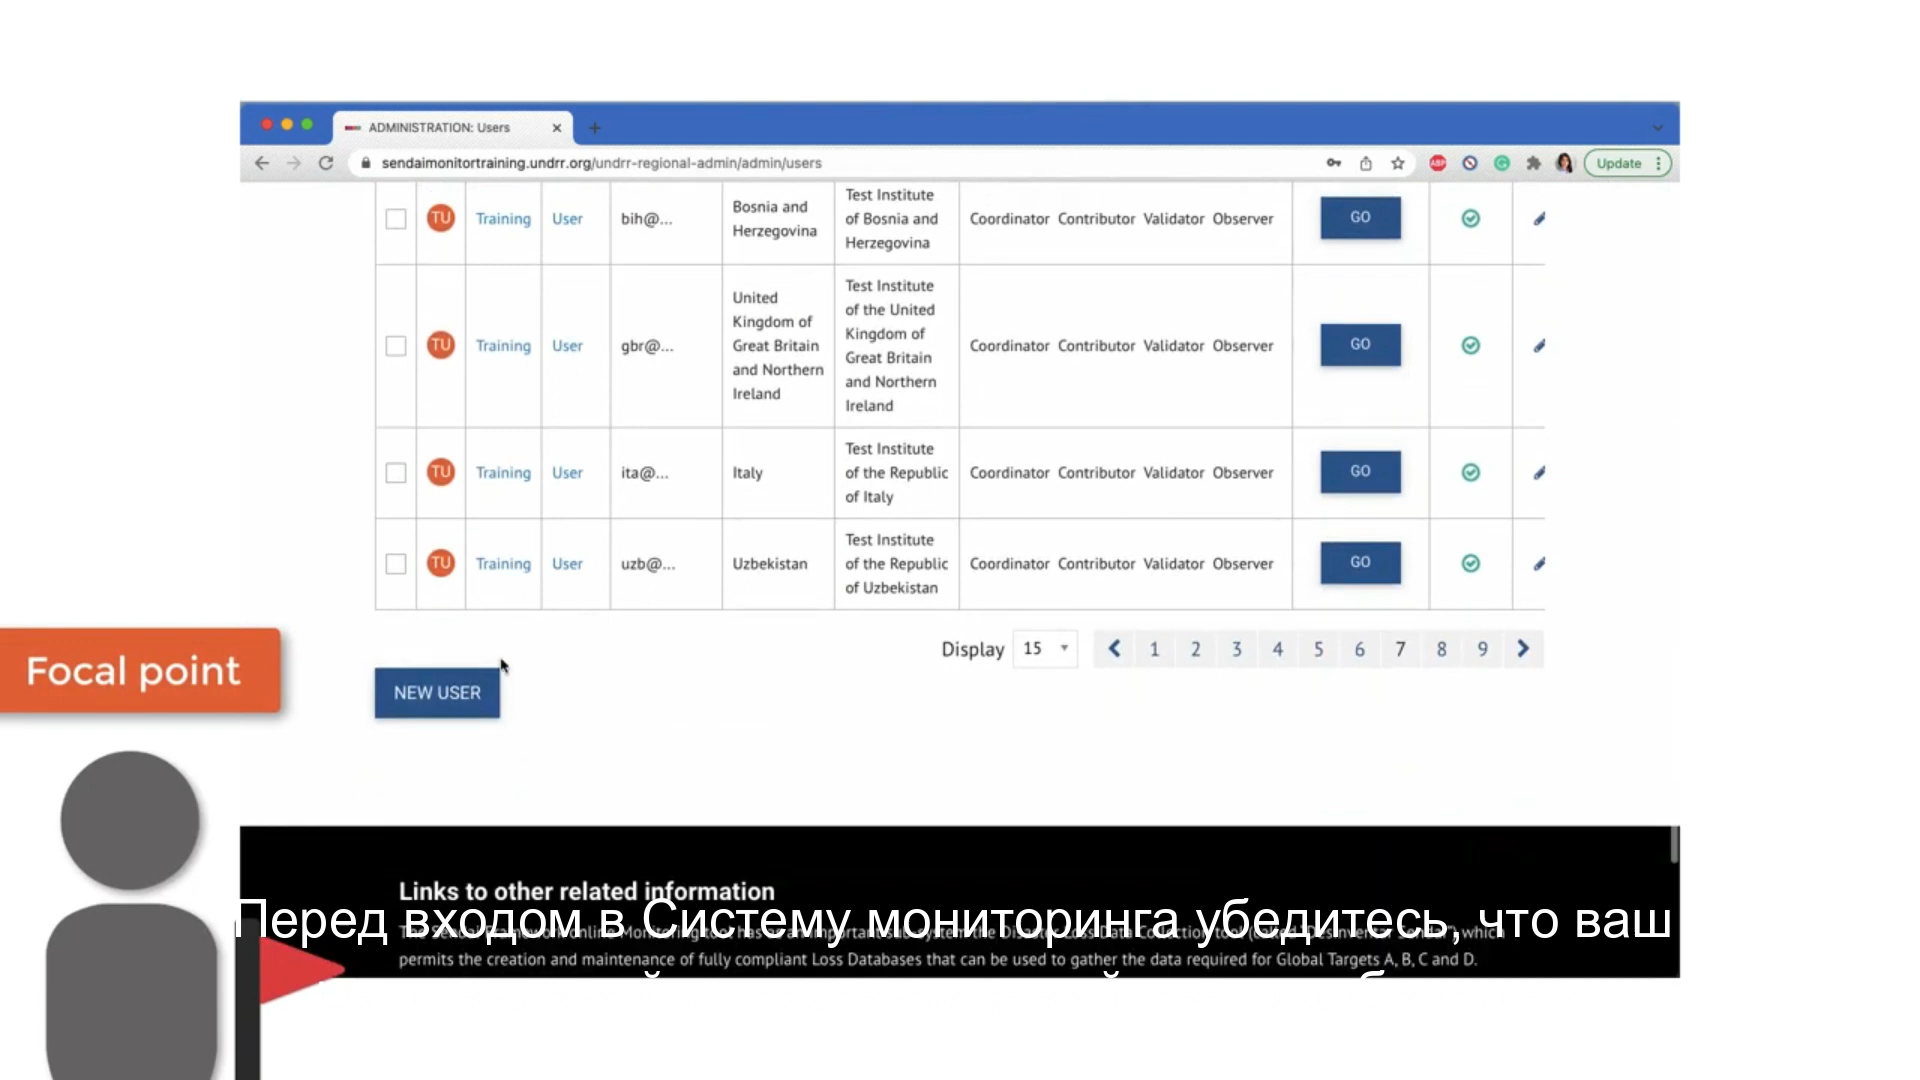 ADMINISTRATION: Users
sendaimonitortraining.undrr.org/undrr-regional-admin/admin/users
ABP
Update
TU Training User bih@... Bosnia and Herzegovina Test Institute of Bosnia and Herzegovina Coordinator Contributor Validator Observer GO
TU Training User gbr@... United Kingdom of Great Britain and Northern Ireland Test Institute of the United Kingdom of Great Britain and Northern Ireland Coordinator Contributor Validator Observer GO
TU Training User ita@... Italy Test Institute of the Republic of Italy Coordinator Contributor Validator Observer GO
TU Training User uzb@... Uzbekistan Test Institute of the Republic of Uzbekistan Coordinator Contributor Validator Observer GO
Display 15 1 2 3 4 5 6 7 8 9
Focal point
NEW USER
Links to other related information
Перед входом в Систему мониторинга убедитесь, что ваш
permits the creation and maintenance of fully compliant Loss Databases that can be used to gather the data required for Global Targets A, B, C and D.